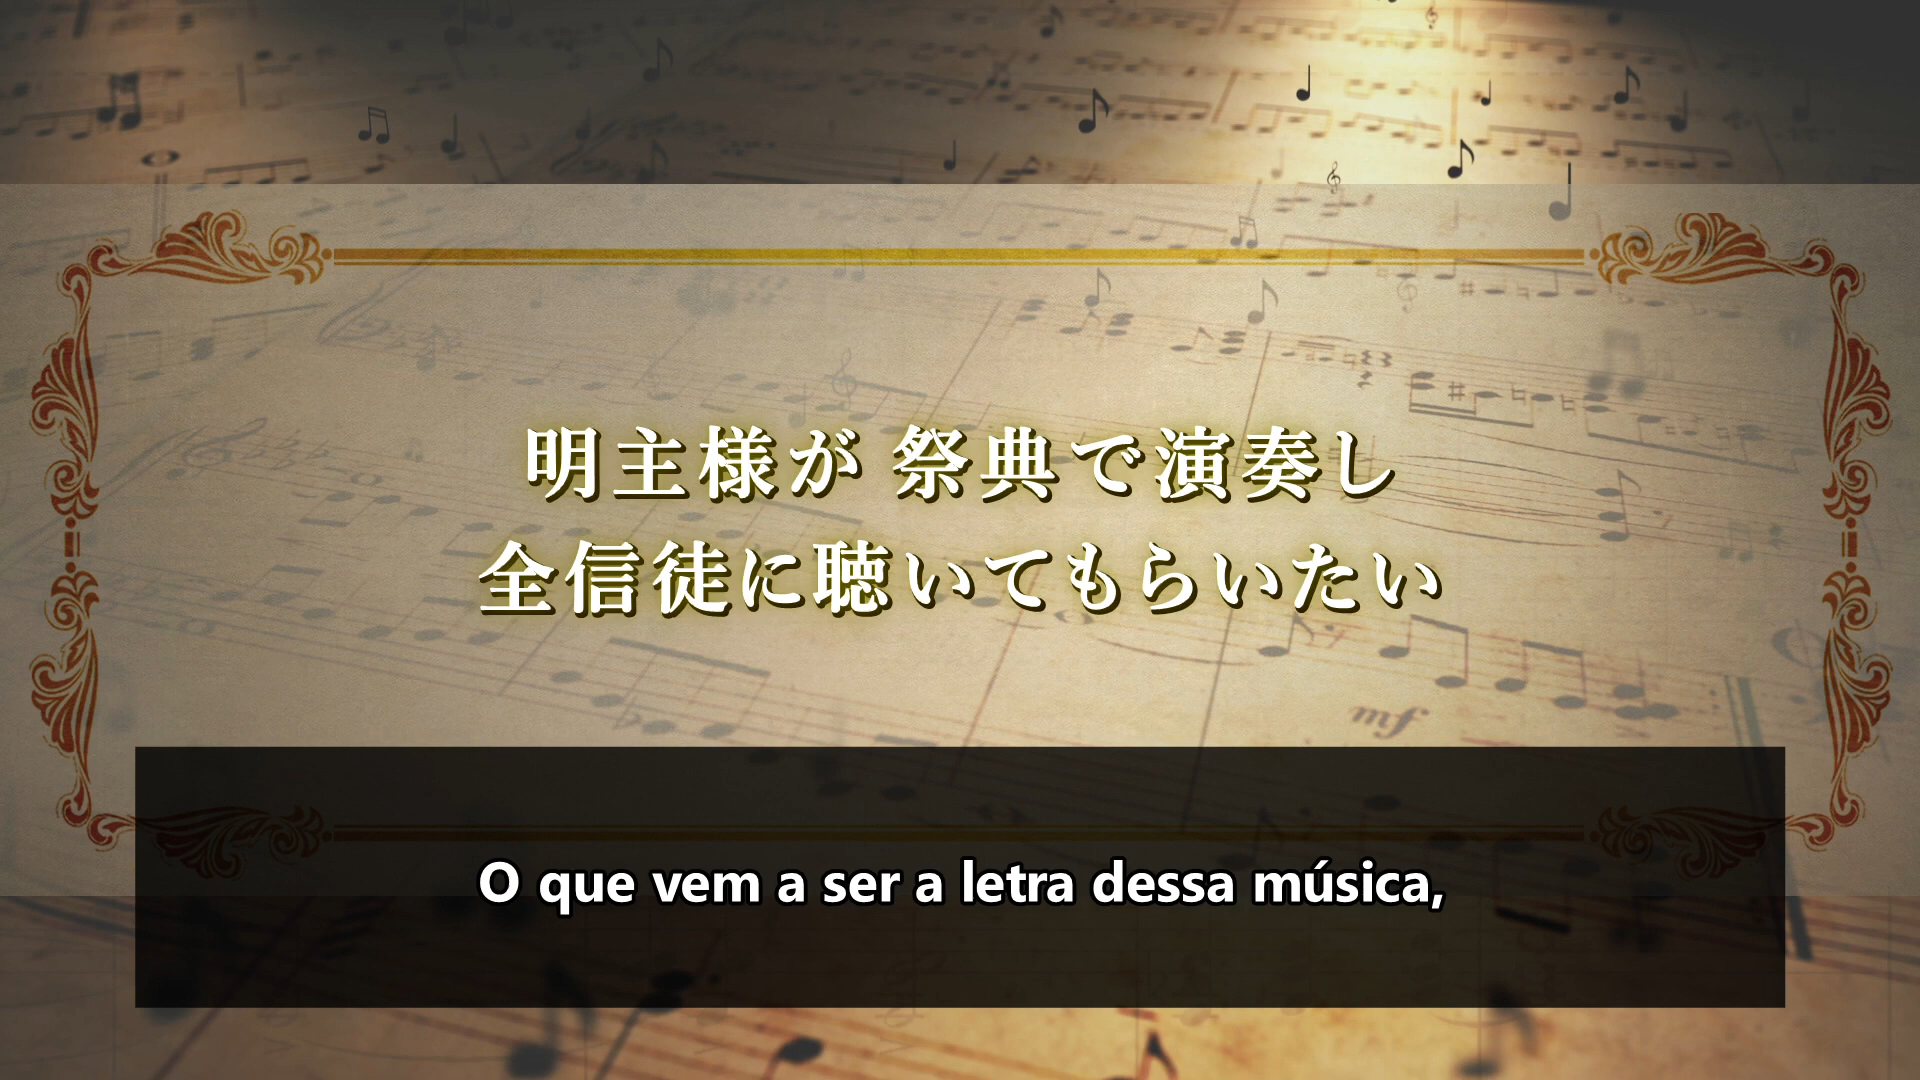 明主様が 祭典で演奏し
全信徒に聴いてもらいたい
mf
O que vem a ser a letra dessa música,